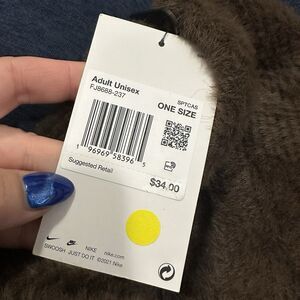 Adult Unisex
FJ8688-237
SPTCAS
ONE SIZE
1 96969 58396 5
Suggested Retail
$34.00
NIKE nike.com
SWOOSH JUST DO IT ©2021 Nike